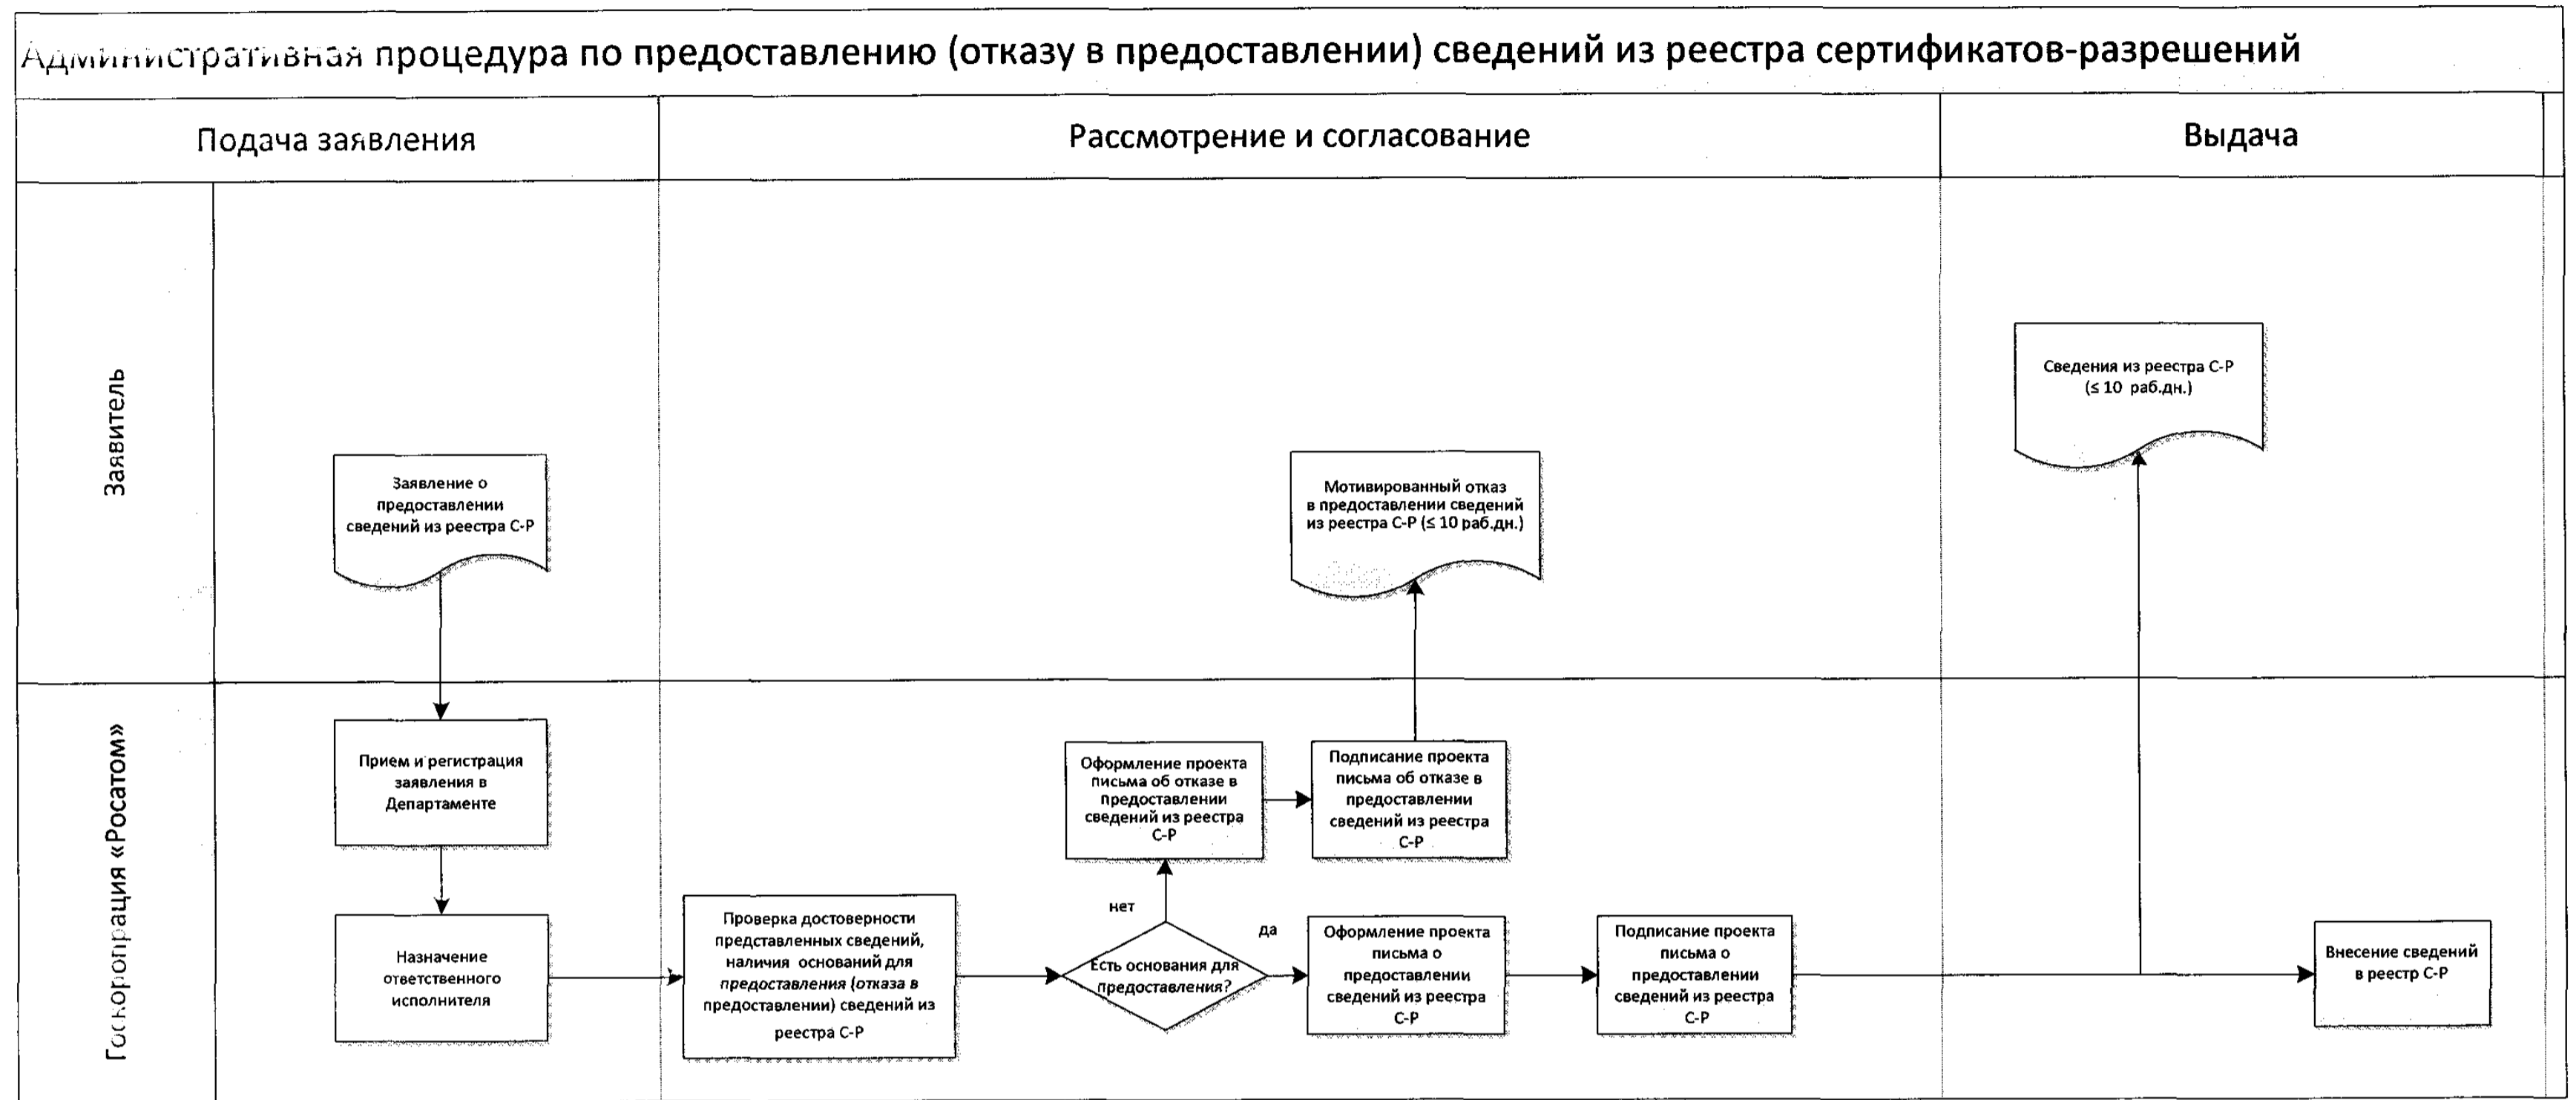 Административная процедура по предоставлению (отказу в предоставлении) сведений из реестра сертификатов-разрешений
Подача заявления
Рассмотрение и согласование
Выдача
Заявитель
Заявление о
предоставлении
сведений из реестра С-Р
Мотивированный отказ
в предоставлении сведений
из реестра С-Р (≤ 10 раб.дн.)
Сведения из реестра С-Р
(≤ 10 раб.дн.)
Госкорпорация «Росатом»
Прием и регистрация
заявления в
Департаменте
Назначение
ответственного
исполнителя
Проверка достоверности
представленных сведений,
наличия оснований для
предоставления (отказа в
предоставлении) сведений из
реестра С-Р
Есть основания для
предоставления?
нет
да
Оформление проекта
письма об отказе в
предоставлении
сведений из реестра
С-Р
Подписание проекта
письма об отказе в
предоставлении
сведений из реестра
С-Р
Оформление проекта
письма о
предоставлении
сведений из реестра
С-Р
Подписание проекта
письма о
предоставлении
сведений из реестра
С-Р
Внесение сведений
в реестр С-Р